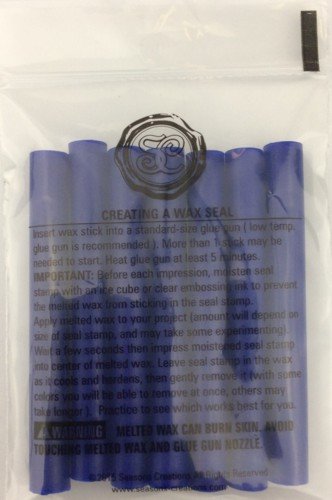 SC
CREATING A WAX SEAL
Insert wax stick into a standard-size glue gun ( low temp.
glue gun is recommended ). More than 1 stick may be
needed to start. Heat glue gun at least 5 minutes.
IMPORTANT: Before each impression, moisten seal
stamp with an ice cube or clear embossing ink to prevent
the melted wax from sticking in the seal stamp.
Apply melted wax to your project (amount will depend on
size of seal stamp, and may take some experimenting).
Wait a few seconds then impress moistened seal stamp
into center of melted wax. Leave seal stamp in the wax
as it cools and hardens, then gently remove it (with some
colors you will be able to remove at once, others may
take longer ). Practice to see which works best for you.
WARNING MELTED WAX CAN BURN SKIN. AVOID
TOUCHING MELTED WAX AND GLUE GUN NOZZLE.
©2015 Seasons Creations All Rights Reserved
www.seasonx-creations.com